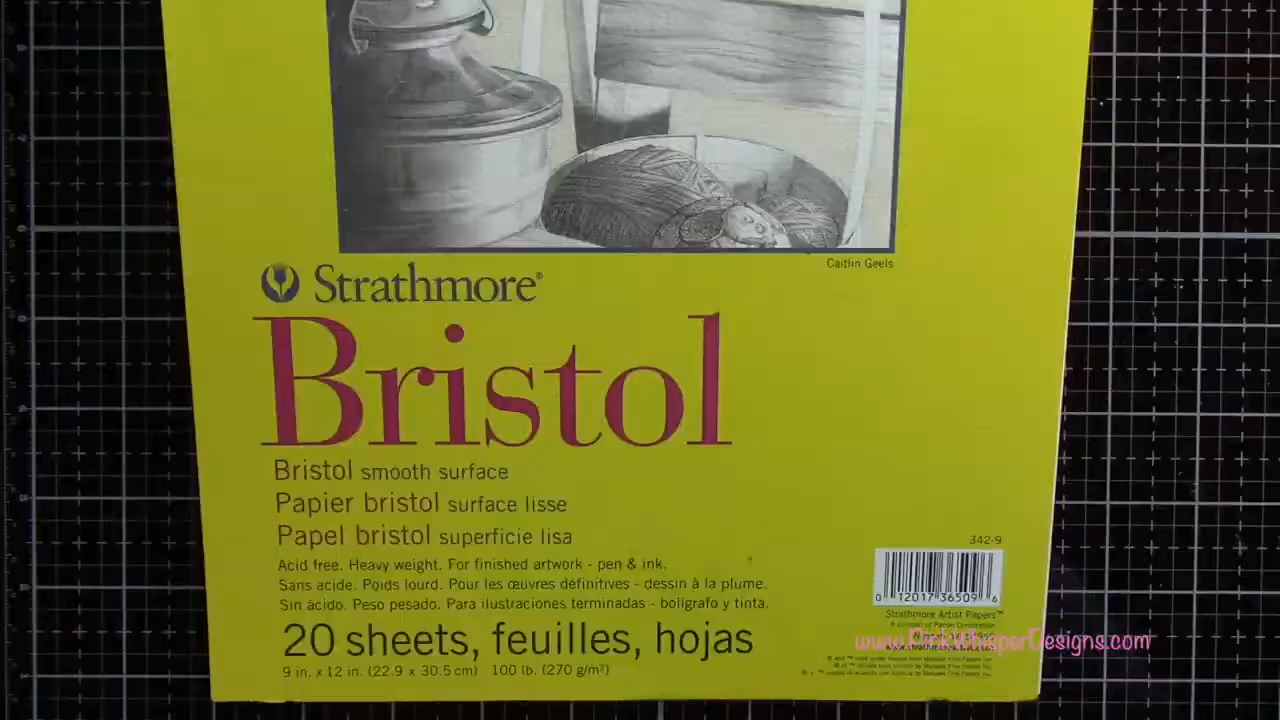 Caitlin Geels
Strathmore®
Bristol
Bristol smooth surface
Papier bristol surface lisse
Papel bristol superficie lisa
Acid free. Heavy weight. For finished artwork - pen & ink.
Sans acide. Poids lourd. Pour les œuvres définitives - dessin à la plume.
Sin ácido. Peso pesado. Para ilustraciones terminadas - bolígrafo y tinta.
20 sheets, feuilles, hojas
9 in. x 12 in. (22.9 x 30.5 cm) 100 lb. (270 g/m²)
342-9
0 12017 36509 6
Strathmore Artist Papers™
www.PinkWhisperDesigns.com